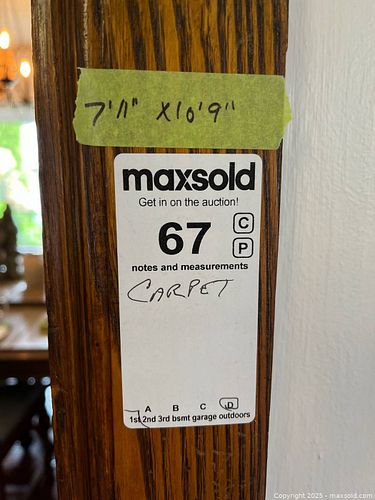 7'11" X10'9"
maxsold
Get in on the auction!
67
C
P
notes and measurements
CARPET
A B C D
1st 2nd 3rd bsmt garage outdoors
Copyright 2025 - maxsold.com